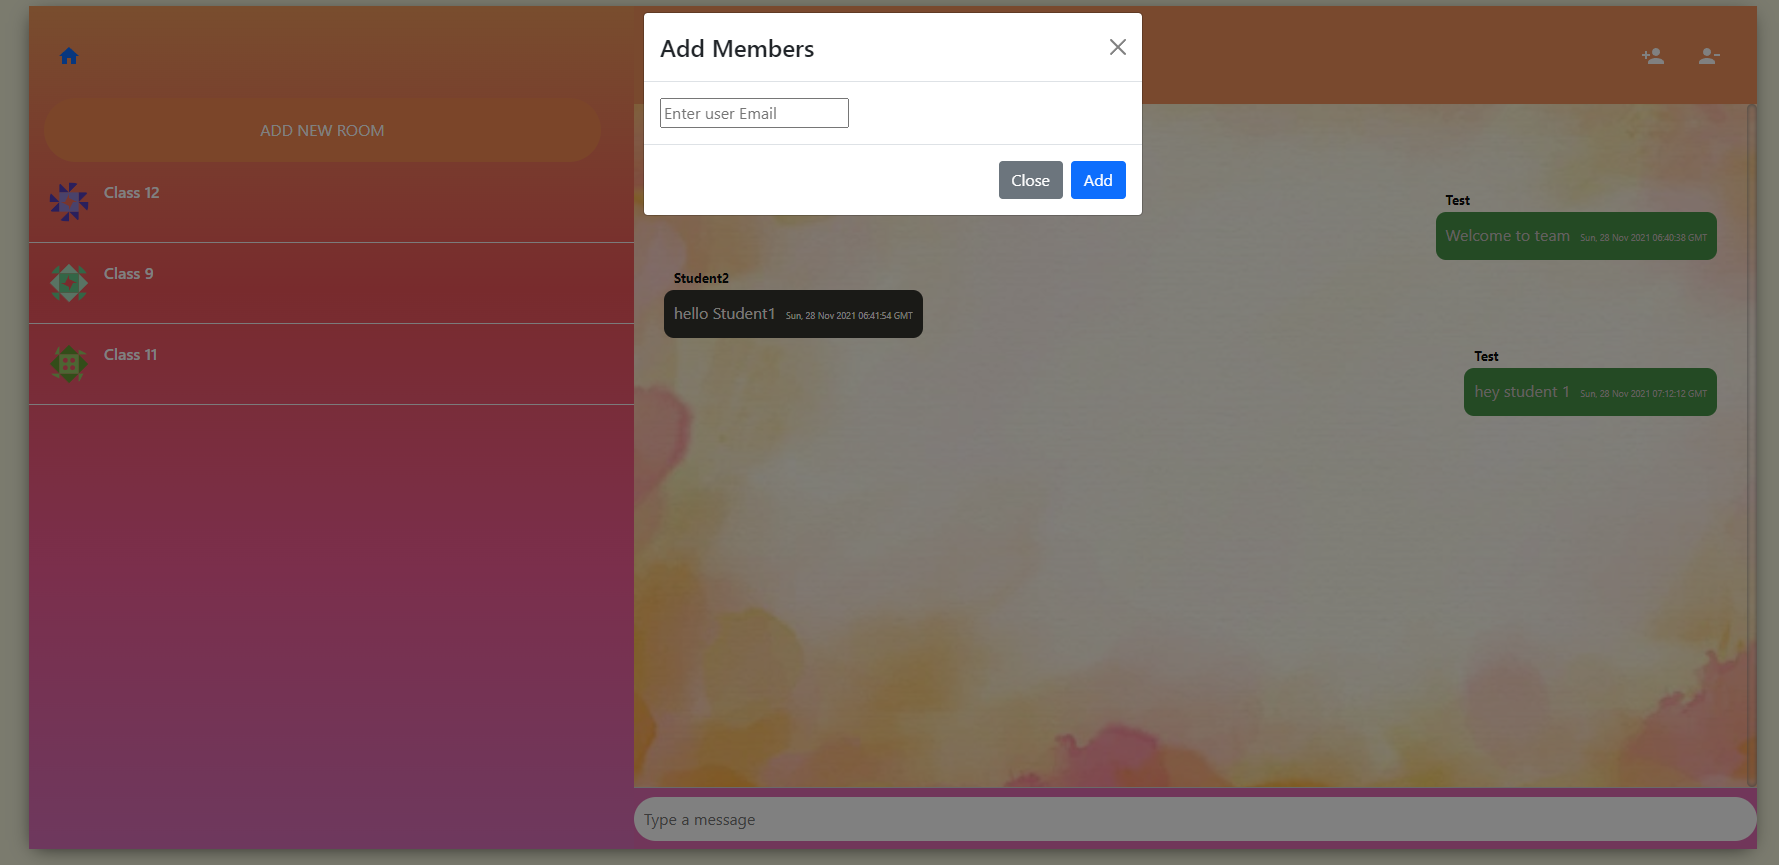 Add Members
Enter user Email
Close Add
ADD NEW ROOM
Class 12
Class 9
Class 11
Test
Welcome to team Sun, 28 Nov 2021 06:40:38 GMT
Student2
hello Student1 Sun, 28 Nov 2021 06:41:54 GMT
Test
hey student 1 Sun, 28 Nov 2021 07:12:12 GMT
Type a message